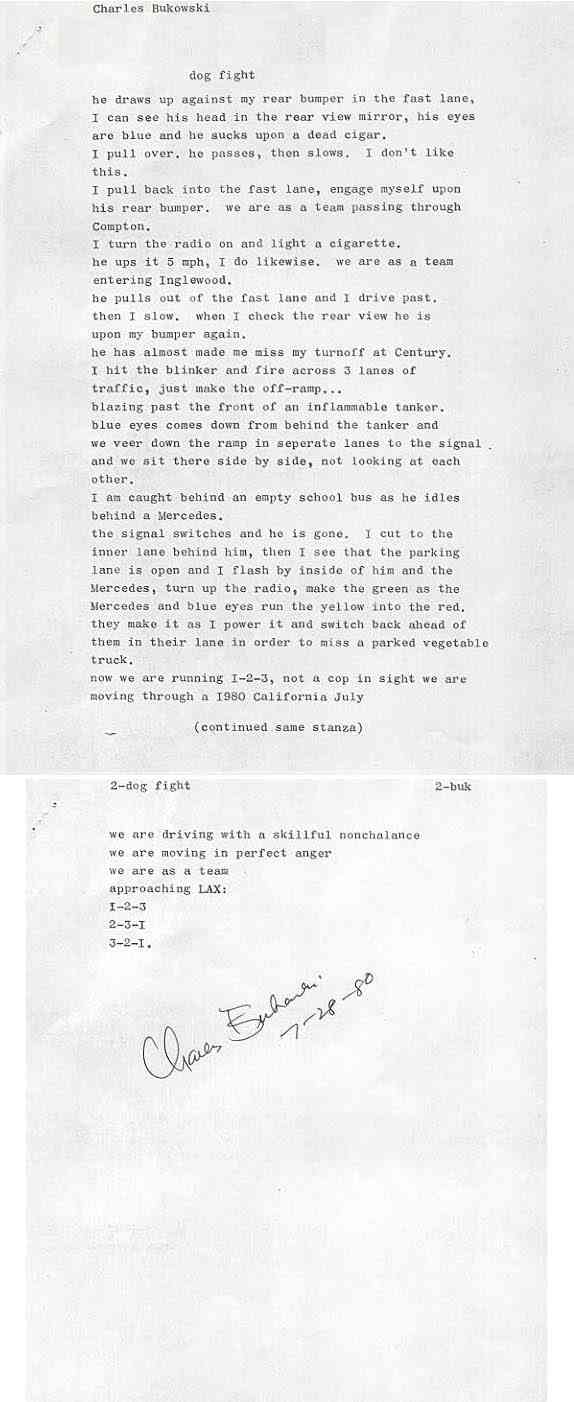 Charles Bukowski
dog fight
he draws up against my rear bumper in the fast lane,
I can see his head in the rear view mirror, his eyes
are blue and he sucks upon a dead cigar.
I pull over. he passes, then slows.  I don't like
this.
I pull back into the fast lane, engage myself upon
his rear bumper.  we are as a team passing through
Compton.
I turn the radio on and light a cigarette.
he ups it 5 mph, I do likewise.  we are as a team
entering Inglewood.
he pulls out of the fast lane and I drive past.
then I slow.  when I check the rear view he is
upon my bumper again.
he has almost made me miss my turnoff at Century.
I hit the blinker and fire across 3 lanes of
traffic, just make the off-ramp...
blazing past the front of an inflammable tanker.
blue eyes comes down from behind the tanker and
we veer down the ramp in seperate lanes to the signal .
and we sit there side by side, not looking at each
other.
I am caught behind an empty school bus as he idles
behind a Mercedes.
the signal switches and he is gone.  I cut to the
inner lane behind him, then I see that the parking
lane is open and I flash by inside of him and the
Mercedes, turn up the radio, make the green as the
Mercedes and blue eyes run the yellow into the red.
they make it as I power it and switch back ahead of
them in their lane in order to miss a parked vegetable
truck.
now we are running I-2-3, not a cop in sight we are
moving through a I980 California July
(continued same stanza)
2-dog fight 2-buk
we are driving with a skillful nonchalance
we are moving in perfect anger
we are as a team
approaching LAX:
I-2-3
2-3-I
3-2-I.
Charles Bukowski
7-28-80